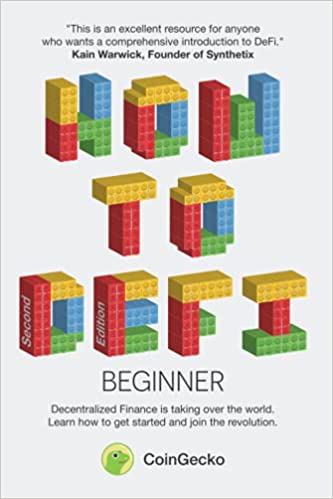 "This is an excellent resource for anyone
who wants a comprehensive introduction to DeFi."
Kain Warwick, Founder of Synthetix
HOW
TO
DEFI
Second
Edition
BEGINNER
Decentralized Finance is taking over the world.
Learn how to get started and join the revolution.
CoinGecko